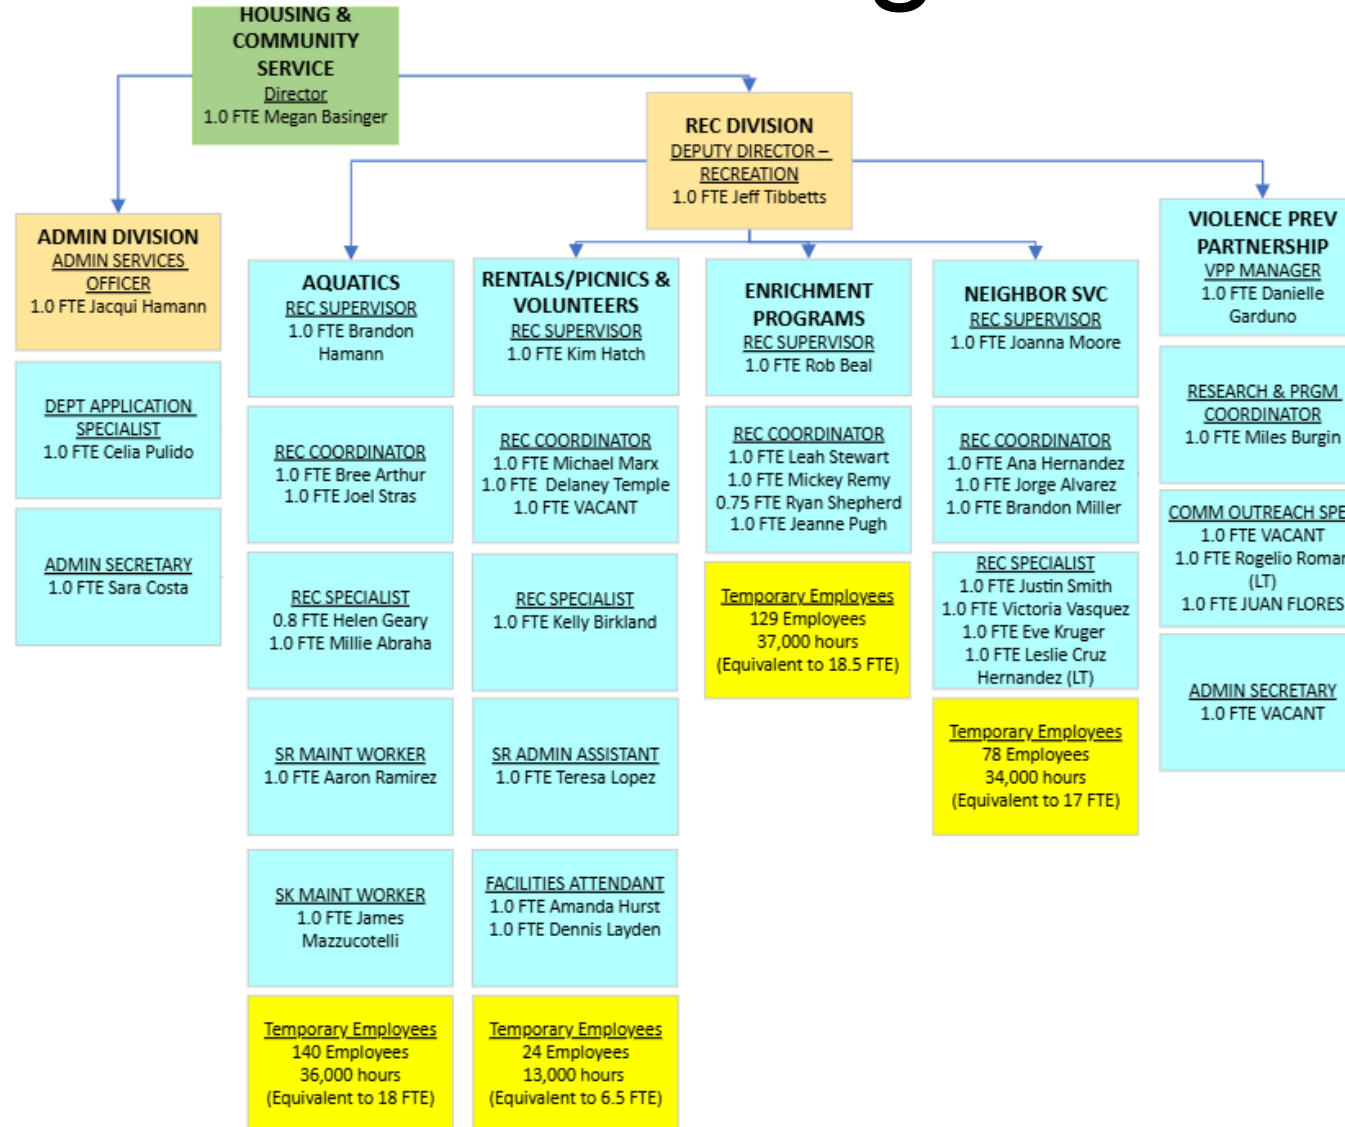 HOUSING &
COMMUNITY
SERVICE
Director
1.0 FTE Megan Basinger
REC DIVISION
DEPUTY DIRECTOR –
RECREATION
1.0 FTE Jeff Tibbetts
ADMIN DIVISION
ADMIN SERVICES
OFFICER
1.0 FTE Jacqui Hamann
DEPT APPLICATION
SPECIALIST
1.0 FTE Celia Pulido
ADMIN SECRETARY
1.0 FTE Sara Costa
AQUATICS
REC SUPERVISOR
1.0 FTE Brandon
Hamann
REC COORDINATOR
1.0 FTE Bree Arthur
1.0 FTE Joel Stras
REC SPECIALIST
0.8 FTE Helen Geary
1.0 FTE Millie Abraha
SR MAINT WORKER
1.0 FTE Aaron Ramirez
SK MAINT WORKER
1.0 FTE James
Mazzucotelli
Temporary Employees
140 Employees
36,000 hours
(Equivalent to 18 FTE)
RENTALS/PICNICS &
VOLUNTEERS
REC SUPERVISOR
1.0 FTE Kim Hatch
REC COORDINATOR
1.0 FTE Michael Marx
1.0 FTE Delaney Temple
1.0 FTE VACANT
REC SPECIALIST
1.0 FTE Kelly Birkland
SR ADMIN ASSISTANT
1.0 FTE Teresa Lopez
FACILITIES ATTENDANT
1.0 FTE Amanda Hurst
1.0 FTE Dennis Layden
Temporary Employees
24 Employees
13,000 hours
(Equivalent to 6.5 FTE)
ENRICHMENT
PROGRAMS
REC SUPERVISOR
1.0 FTE Rob Beal
REC COORDINATOR
1.0 FTE Leah Stewart
1.0 FTE Mickey Remy
0.75 FTE Ryan Shepherd
1.0 FTE Jeanne Pugh
Temporary Employees
129 Employees
37,000 hours
(Equivalent to 18.5 FTE)
NEIGHBOR SVC
REC SUPERVISOR
1.0 FTE Joanna Moore
REC COORDINATOR
1.0 FTE Ana Hernandez
1.0 FTE Jorge Alvarez
1.0 FTE Brandon Miller
REC SPECIALIST
1.0 FTE Justin Smith
1.0 FTE Victoria Vasquez
1.0 FTE Eve Kruger
1.0 FTE Leslie Cruz
Hernandez (LT)
Temporary Employees
78 Employees
34,000 hours
(Equivalent to 17 FTE)
VIOLENCE PREV
PARTNERSHIP
VPP MANAGER
1.0 FTE Danielle
Garduno
RESEARCH & PRGM
COORDINATOR
1.0 FTE Miles Burgin
COMM OUTREACH
1.0 FTE VACANT
1.0 FTE Rogelio
(LT)
1.0 FTE JUAN FLORES
ADMIN SECRETARY
1.0 FTE VACANT